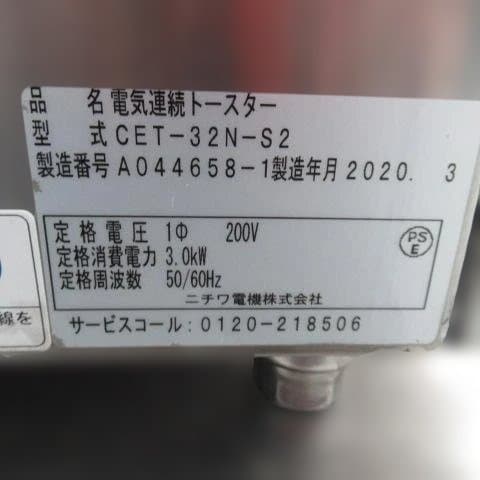 品 名 電気連続トースター
型 式 CET-32N-S2
製造番号 A044658-1 製造年月 2020. 3
定格電圧 1Φ 200V
定格消費電力 3.0kW
定格周波数 50/60Hz
PS
E
ニチワ電機株式会社
サービスコール:0120-218506
線を